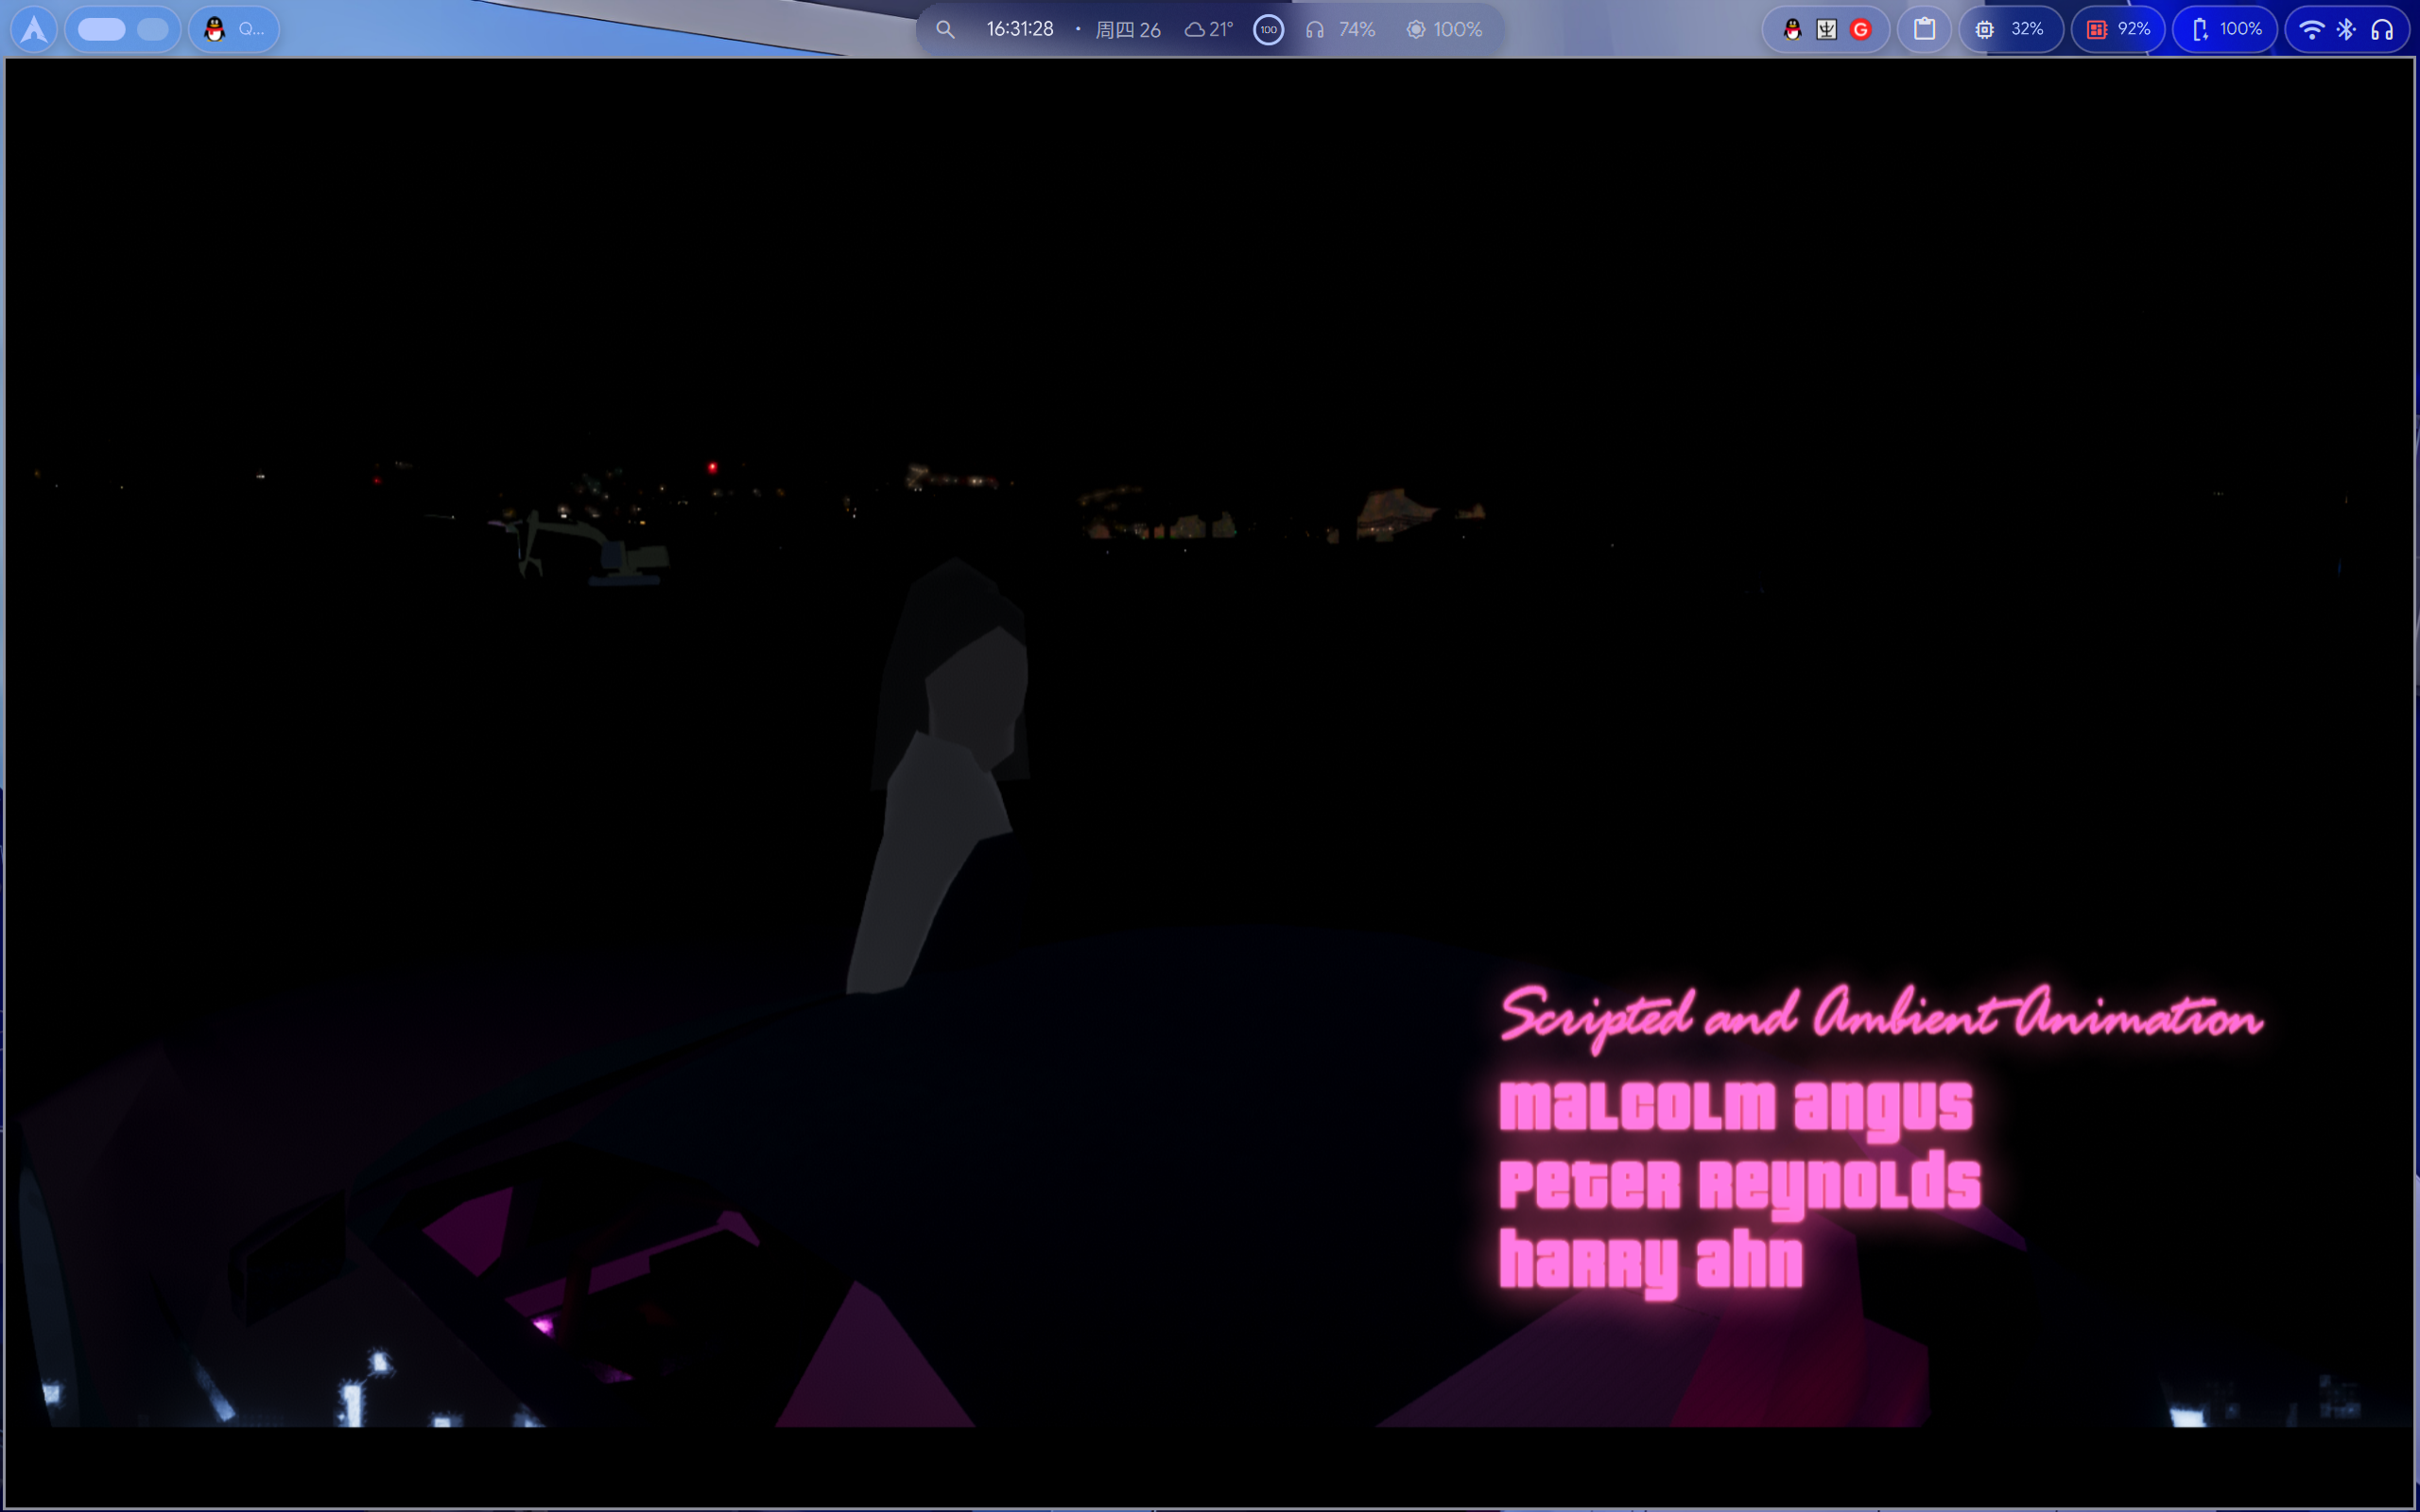 Q...
16:31:28 • 周四 26 21° 100 74% 100%
G 32% 92% 100%
Scripted and Ambient Animation
MALCOLM ANGUS
PETER REYNOLDS
HARRY AHN